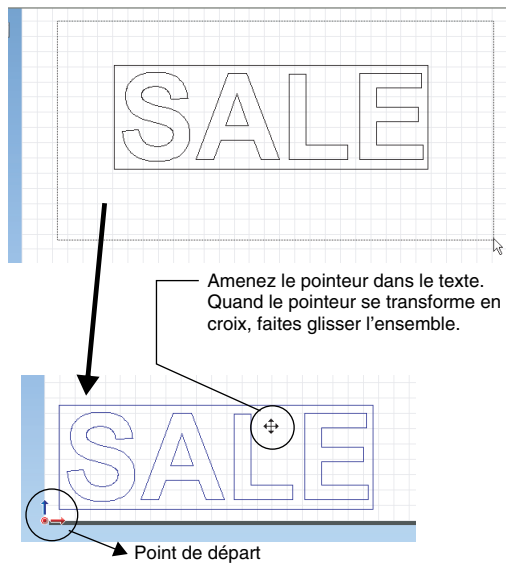 SALE
Amenez le pointeur dans le texte.
Quand le pointeur se transforme en
croix, faites glisser l’ensemble.
SALE
Point de départ